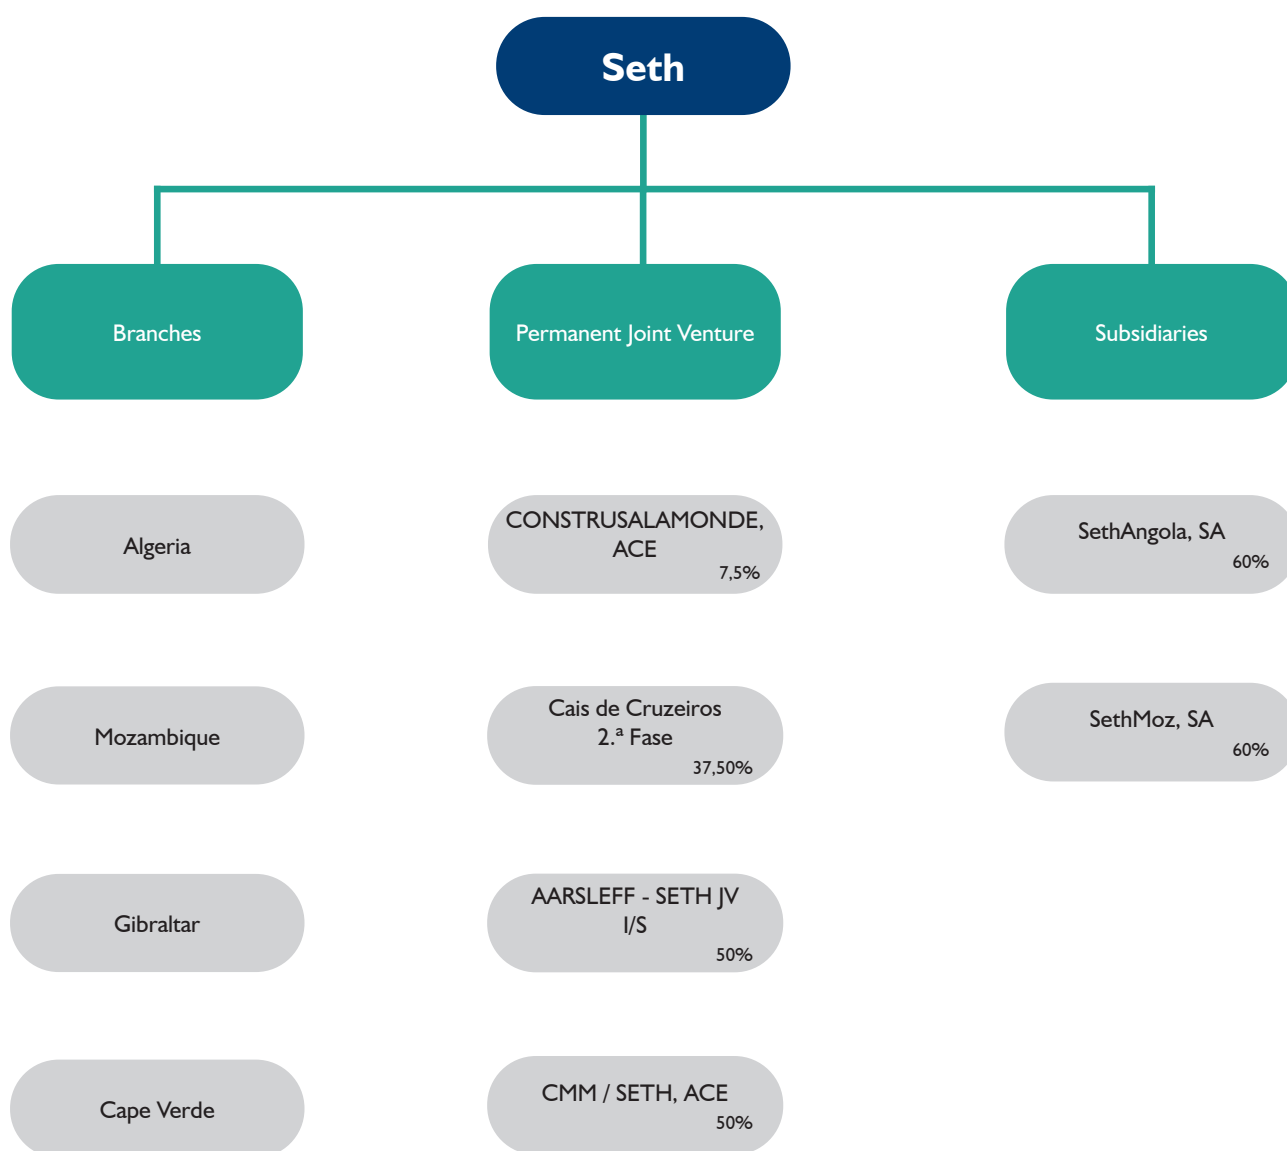 Seth
Branches
Permanent Joint Venture
Subsidiaries
Algeria
CONSTRUSALAMONDE,
ACE
7,5%
SethAngola, SA
60%
Mozambique
Cais de Cruzeiros
2.ª Fase
37,50%
SethMoz, SA
60%
Gibraltar
AARSLEFF - SETH JV
I/S
50%
Cape Verde
CMM / SETH, ACE
50%